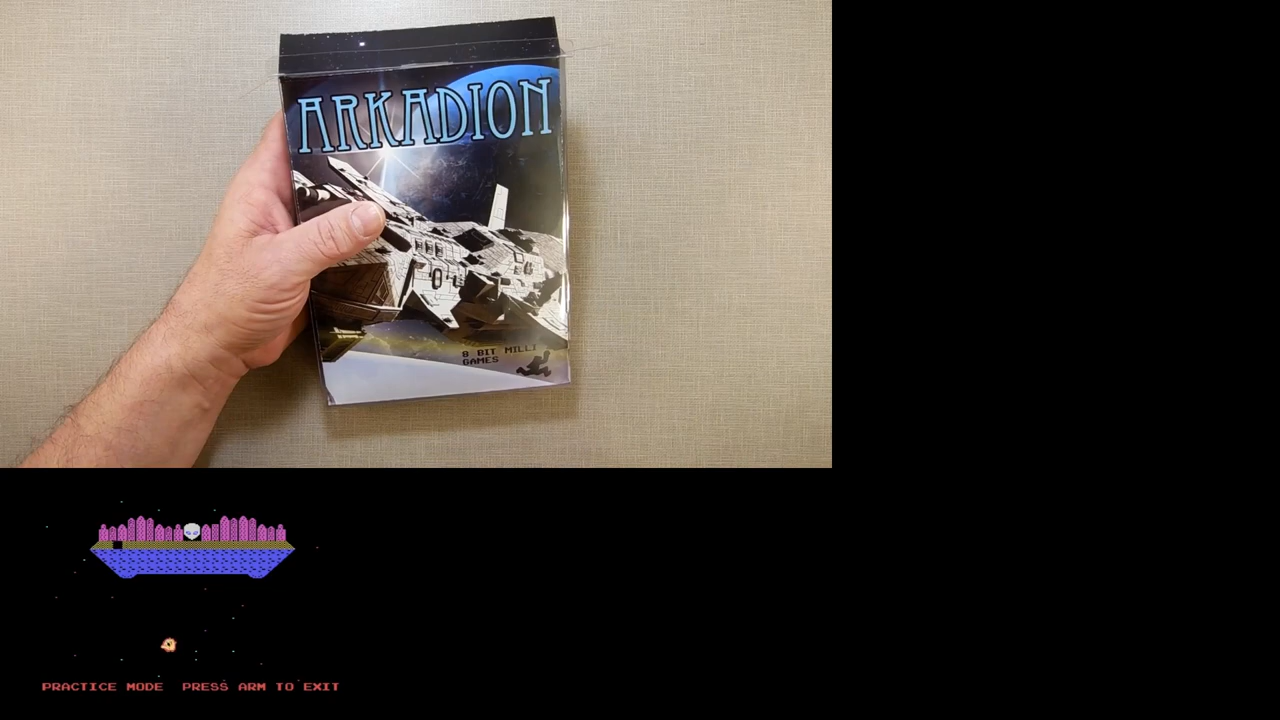 ARKADION
8 BIT MILLI
GAMES
PRACTICE MODE PRESS ARM TO EXIT